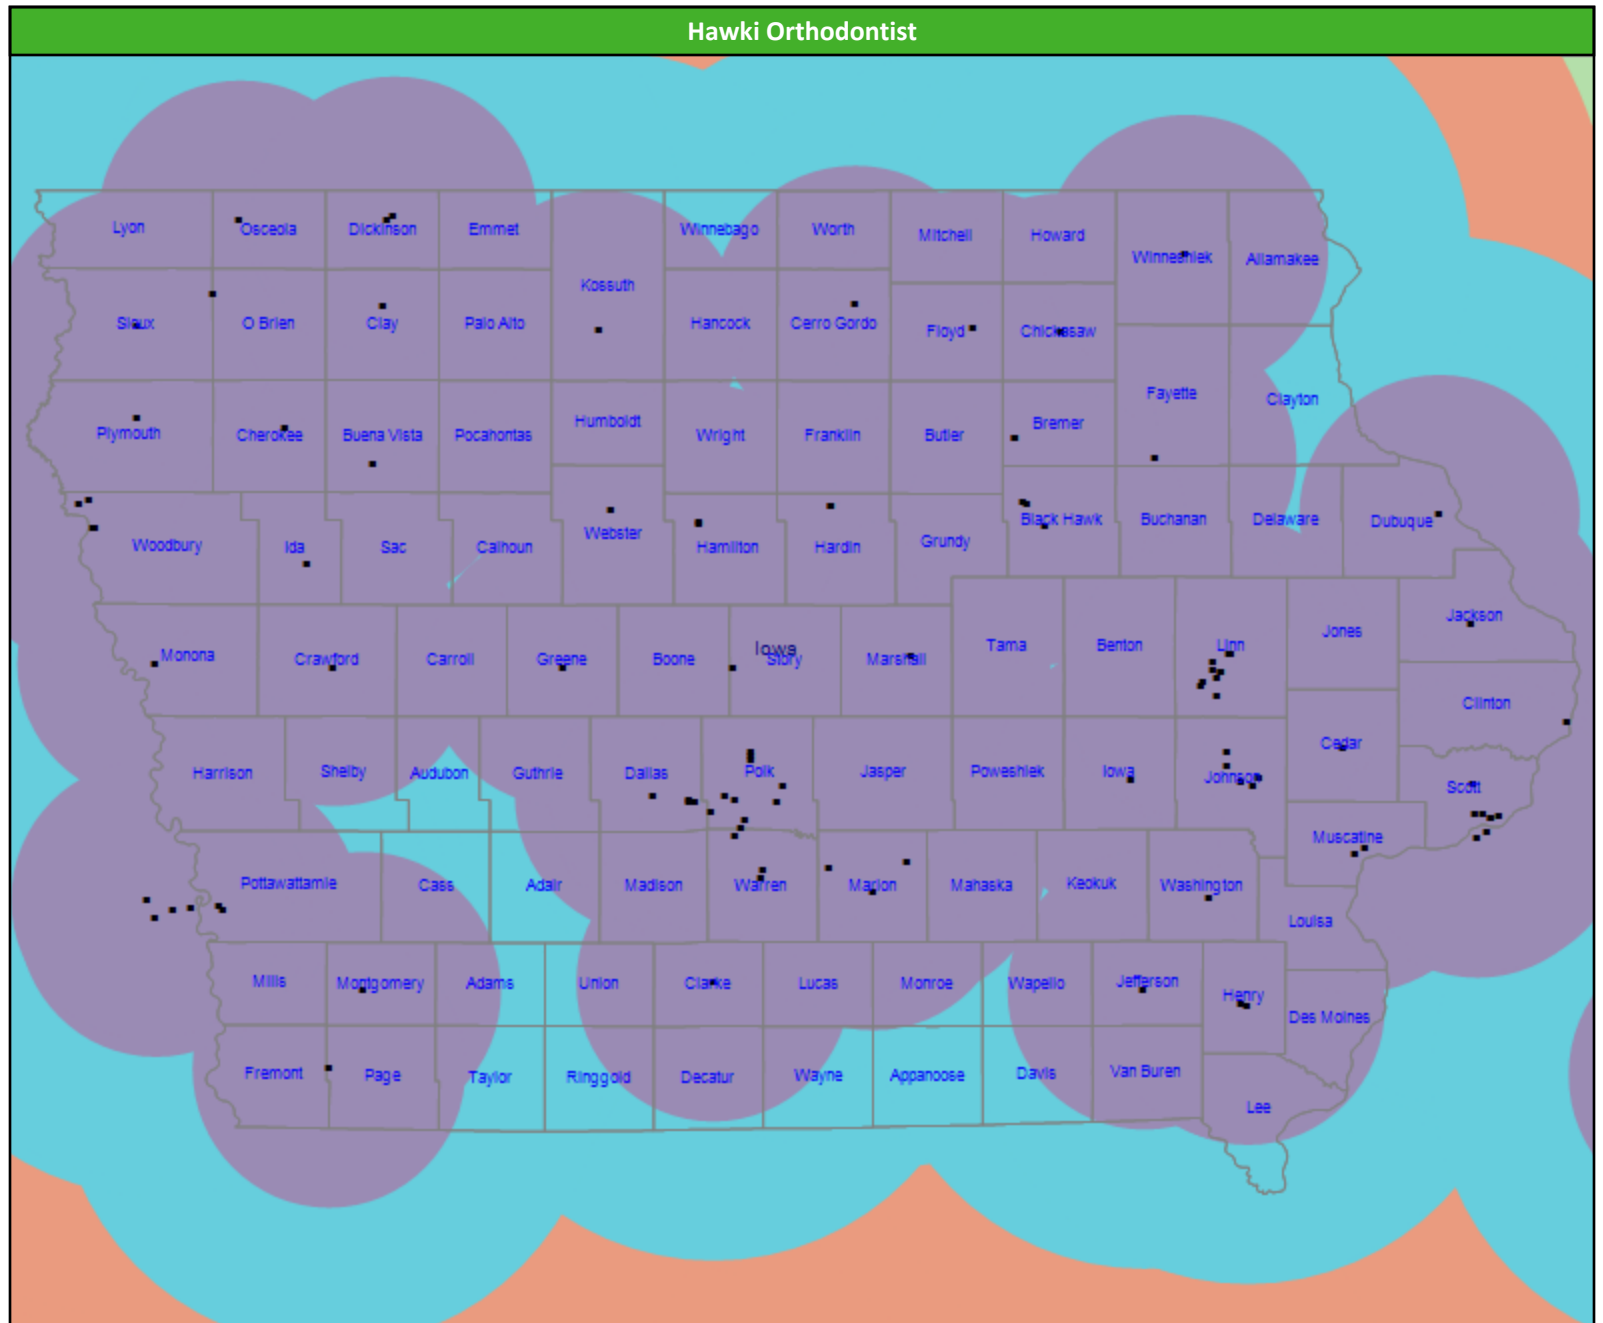 Hawki Orthodontist
Lyon
Osceola
Dickinson
Emmet
Winnebago
Worth
Mitchell
Howard
Winneshiek
Allamakee
Kossuth
Sioux
O Brien
Clay
Palo Alto
Hancock
Cerro Gordo
Floyd
Chickasaw
Fayette
Clayton
Plymouth
Cherokee
Buena Vista
Pocahontas
Humboldt
Wright
Franklin
Butler
Bremer
Woodbury
Ida
Sac
Calhoun
Webster
Hamilton
Hardin
Grundy
Black Hawk
Buchanan
Delaware
Dubuque
Monona
Crawford
Carroll
Greene
Boone
Iowa
Story
Marshall
Tama
Benton
Linn
Jones
Jackson
Clinton
Harrison
Shelby
Audubon
Guthrie
Dallas
Polk
Jasper
Poweshiek
Iowa
Johnson
Cedar
Scott
Muscatine
Pottawattamie
Cass
Adair
Madison
Warren
Marion
Mahaska
Keokuk
Washington
Louisa
Mills
Montgomery
Adams
Union
Clarke
Lucas
Monroe
Wapello
Jefferson
Henry
Des Moines
Fremont
Page
Taylor
Ringgold
Decatur
Wayne
Appanoose
Davis
Van Buren
Lee